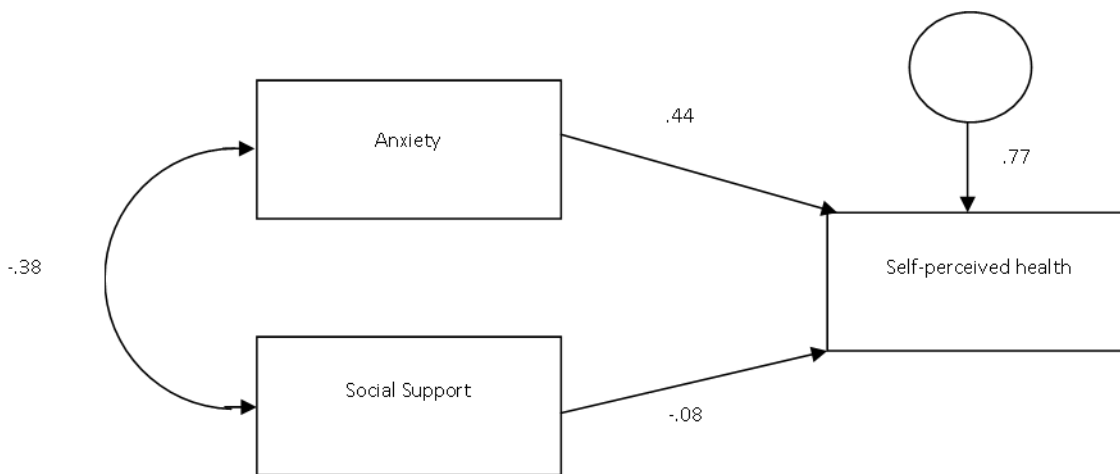 .44
Anxiety
.77
-.38
Self-perceived health
Social Support
-.08